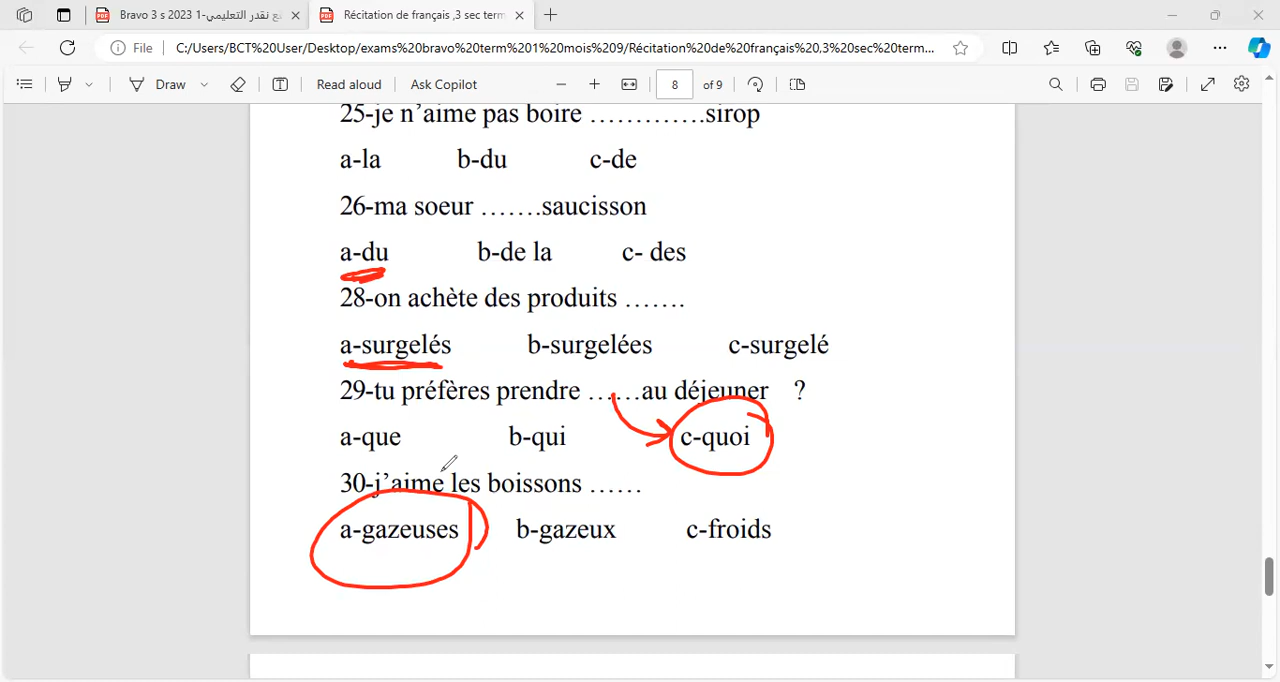 Bravo 3 s 2023 1-نع نقدر التعليمي
Récitation de français ,3 sec term
File
C:/Users/BCT%20User/Desktop/exams%20bravo%20term%201%20mois%209/Récitation%20de%20français%20,3%20sec%20term...
Draw
Read aloud
Ask Copilot
8 of 9
25-je n’aime pas boire ………….sirop
a-la b-du c-de
26-ma soeur …….saucisson
a-du b-de la c- des
28-on achète des produits …….
a-surgelés b-surgelées c-surgelé
29-tu préfères prendre ……au déjeuner ?
a-que b-qui c-quoi
30-j’aime les boissons ……
a-gazeuses b-gazeux c-froids